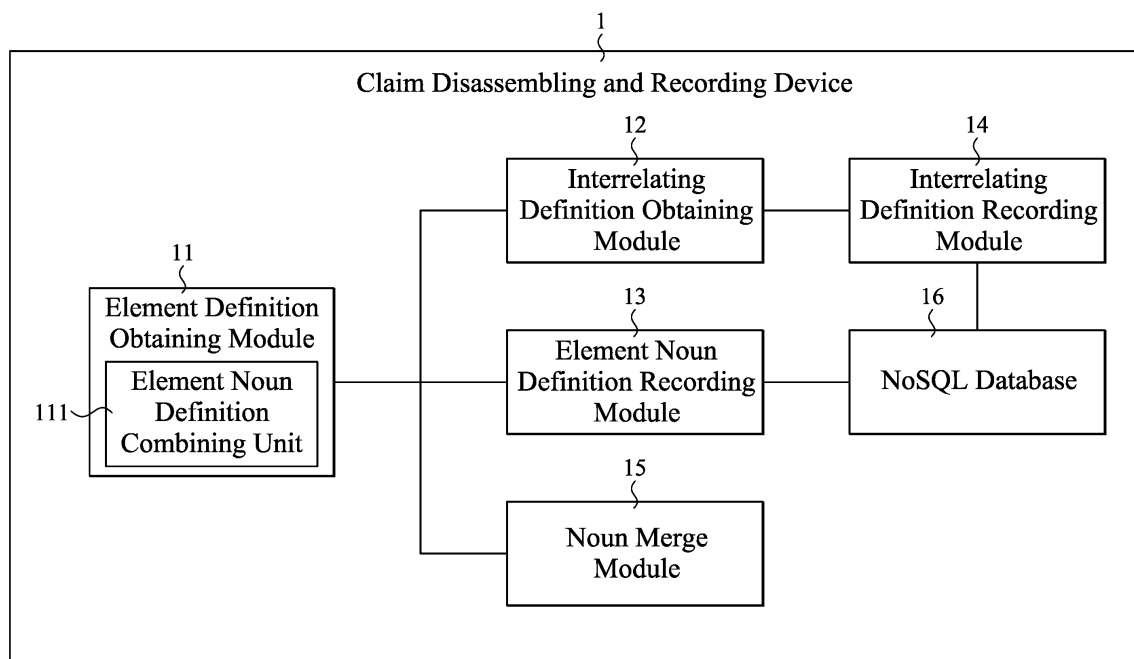 1
Claim Disassembling and Recording Device
12
Interrelating
Definition Obtaining
Module
14
Interrelating
Definition Recording
Module
11
Element Definition
Obtaining Module
111
Element Noun
Definition
Combining Unit
13
Element Noun
Definition Recording
Module
16
NoSQL Database
15
Noun Merge
Module